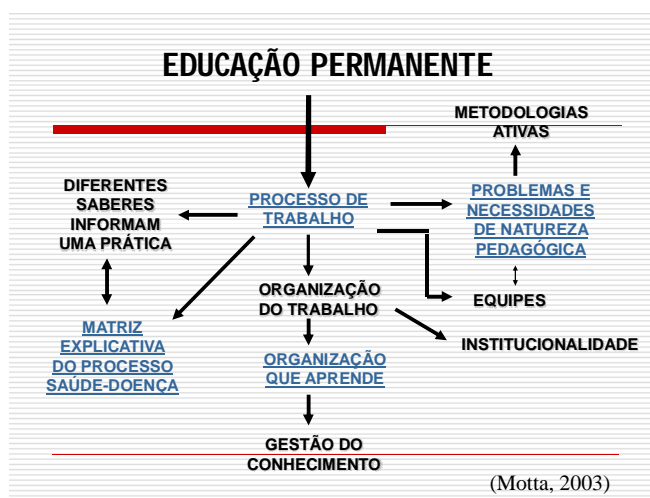 EDUCAÇÃO PERMANENTE
METODOLOGIAS
ATIVAS
DIFERENTES
SABERES
INFORMAM
UMA PRÁTICA
PROCESSO DE
TRABALHO
PROBLEMAS E
NECESSIDADES
DE NATUREZA
PEDAGÓGICA
ORGANIZAÇÃO
DO TRABALHO
EQUIPES
MATRIZ
EXPLICATIVA
DO PROCESSO
SAÚDE-DOENÇA
INSTITUCIONALIDADE
ORGANIZAÇÃO
QUE APRENDE
GESTÃO DO
CONHECIMENTO
(Motta, 2003)